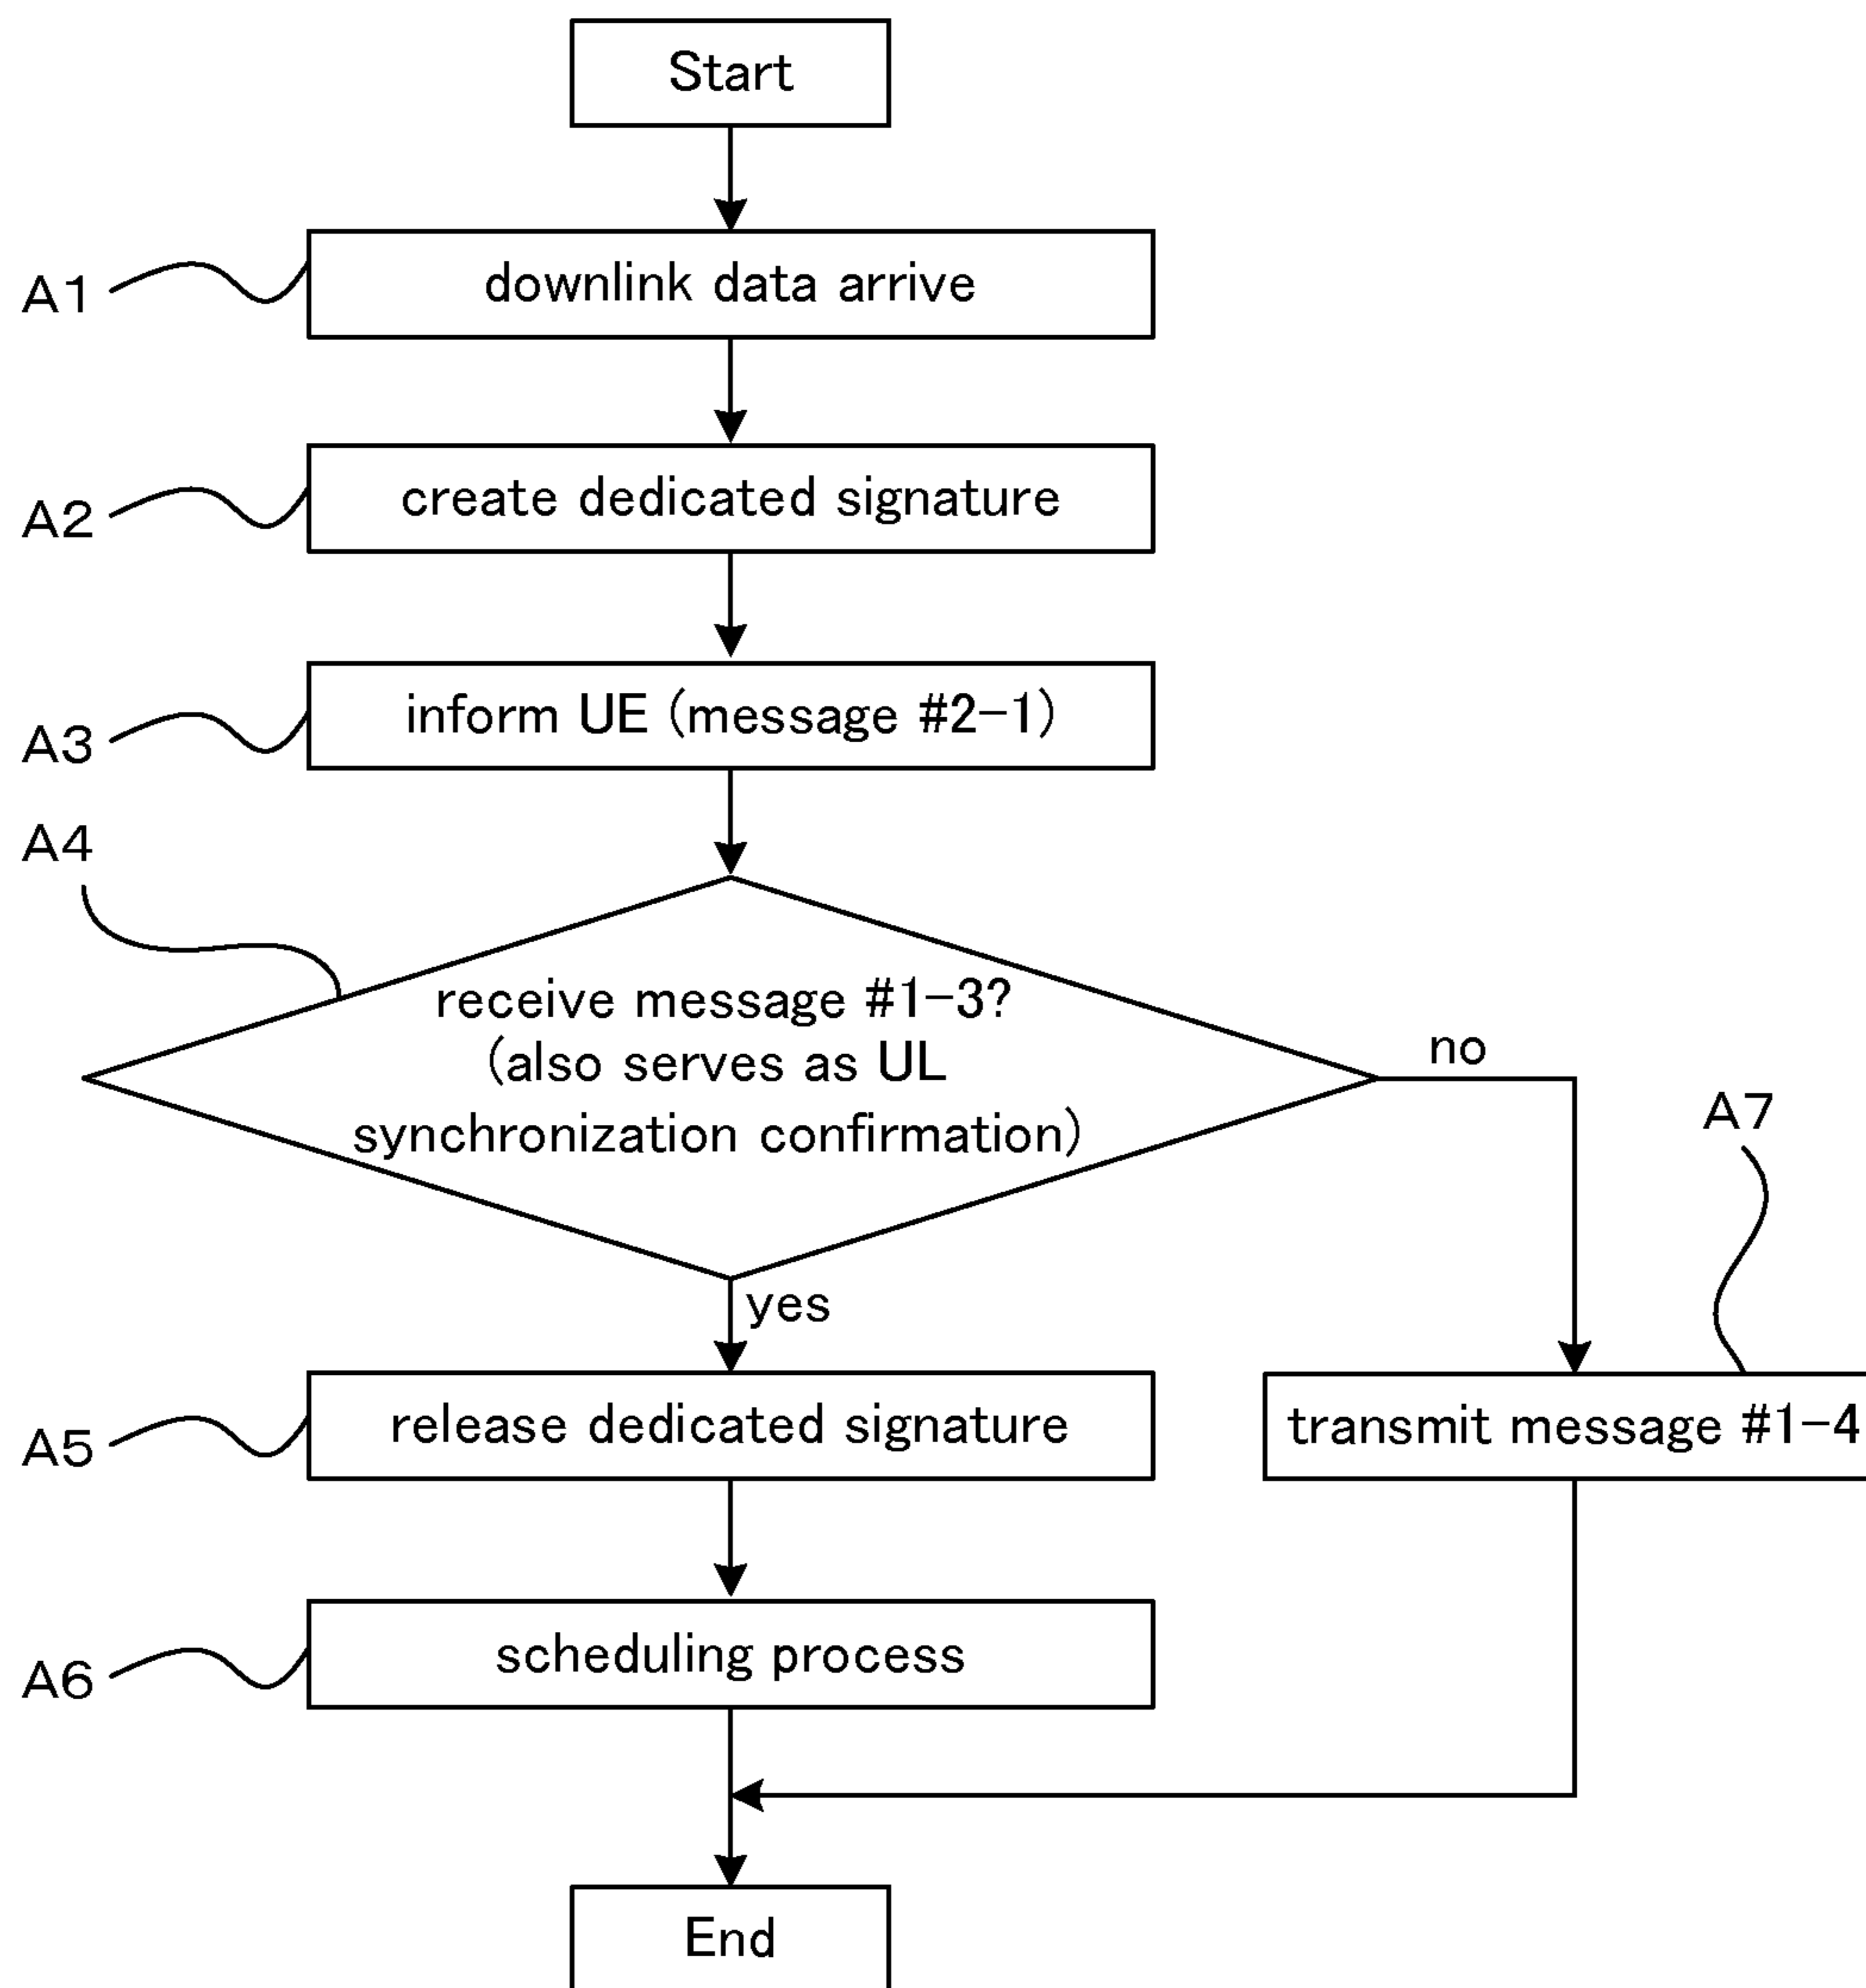 Start
A1
downlink data arrive
A2
create dedicated signature
A3
inform UE (message #2-1)
A4
receive message #1-3?
(also serves as UL
synchronization confirmation)
no
A7
yes
A5
release dedicated signature
transmit message #1-4
A6
scheduling process
End